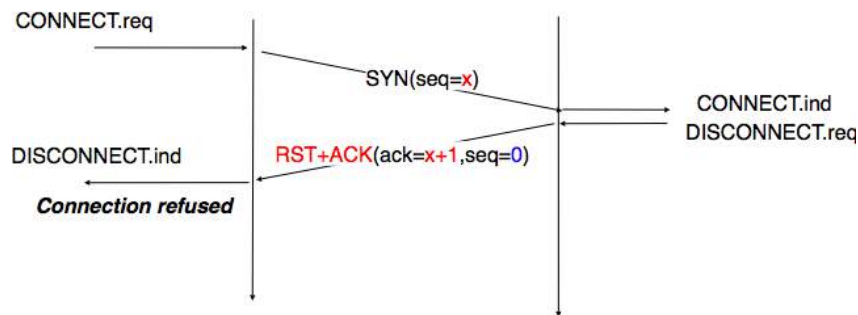 CONNECT.req
SYN(seq=x)
CONNECT.ind
DISCONNECT.req
DISCONNECT.ind
RST+ACK(ack=x+1,seq=0)
Connection refused